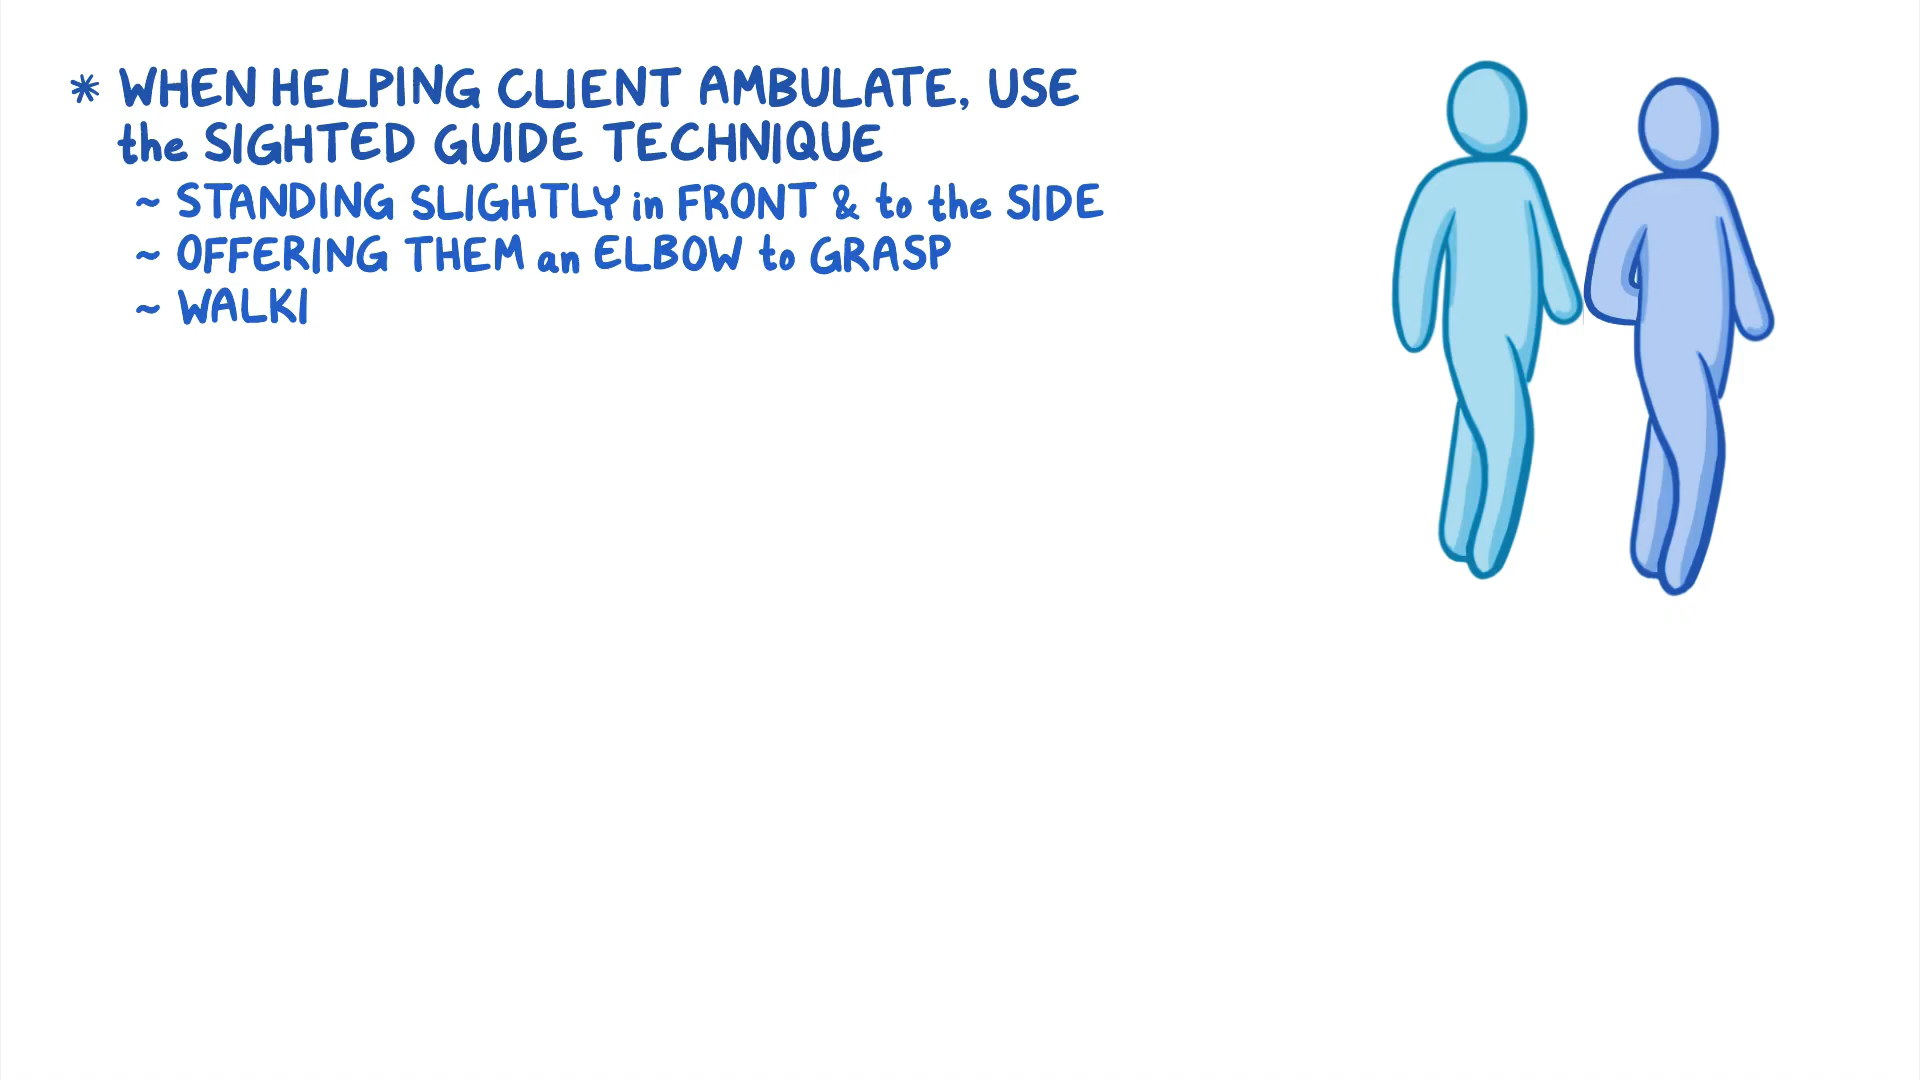 * WHEN HELPING CLIENT AMBULATE, USE
the SIGHTED GUIDE TECHNIQUE
~ STANDING SLIGHTLY in FRONT & to the SIDE
~ OFFERING THEM an ELBOW to GRASP
~ WALKI